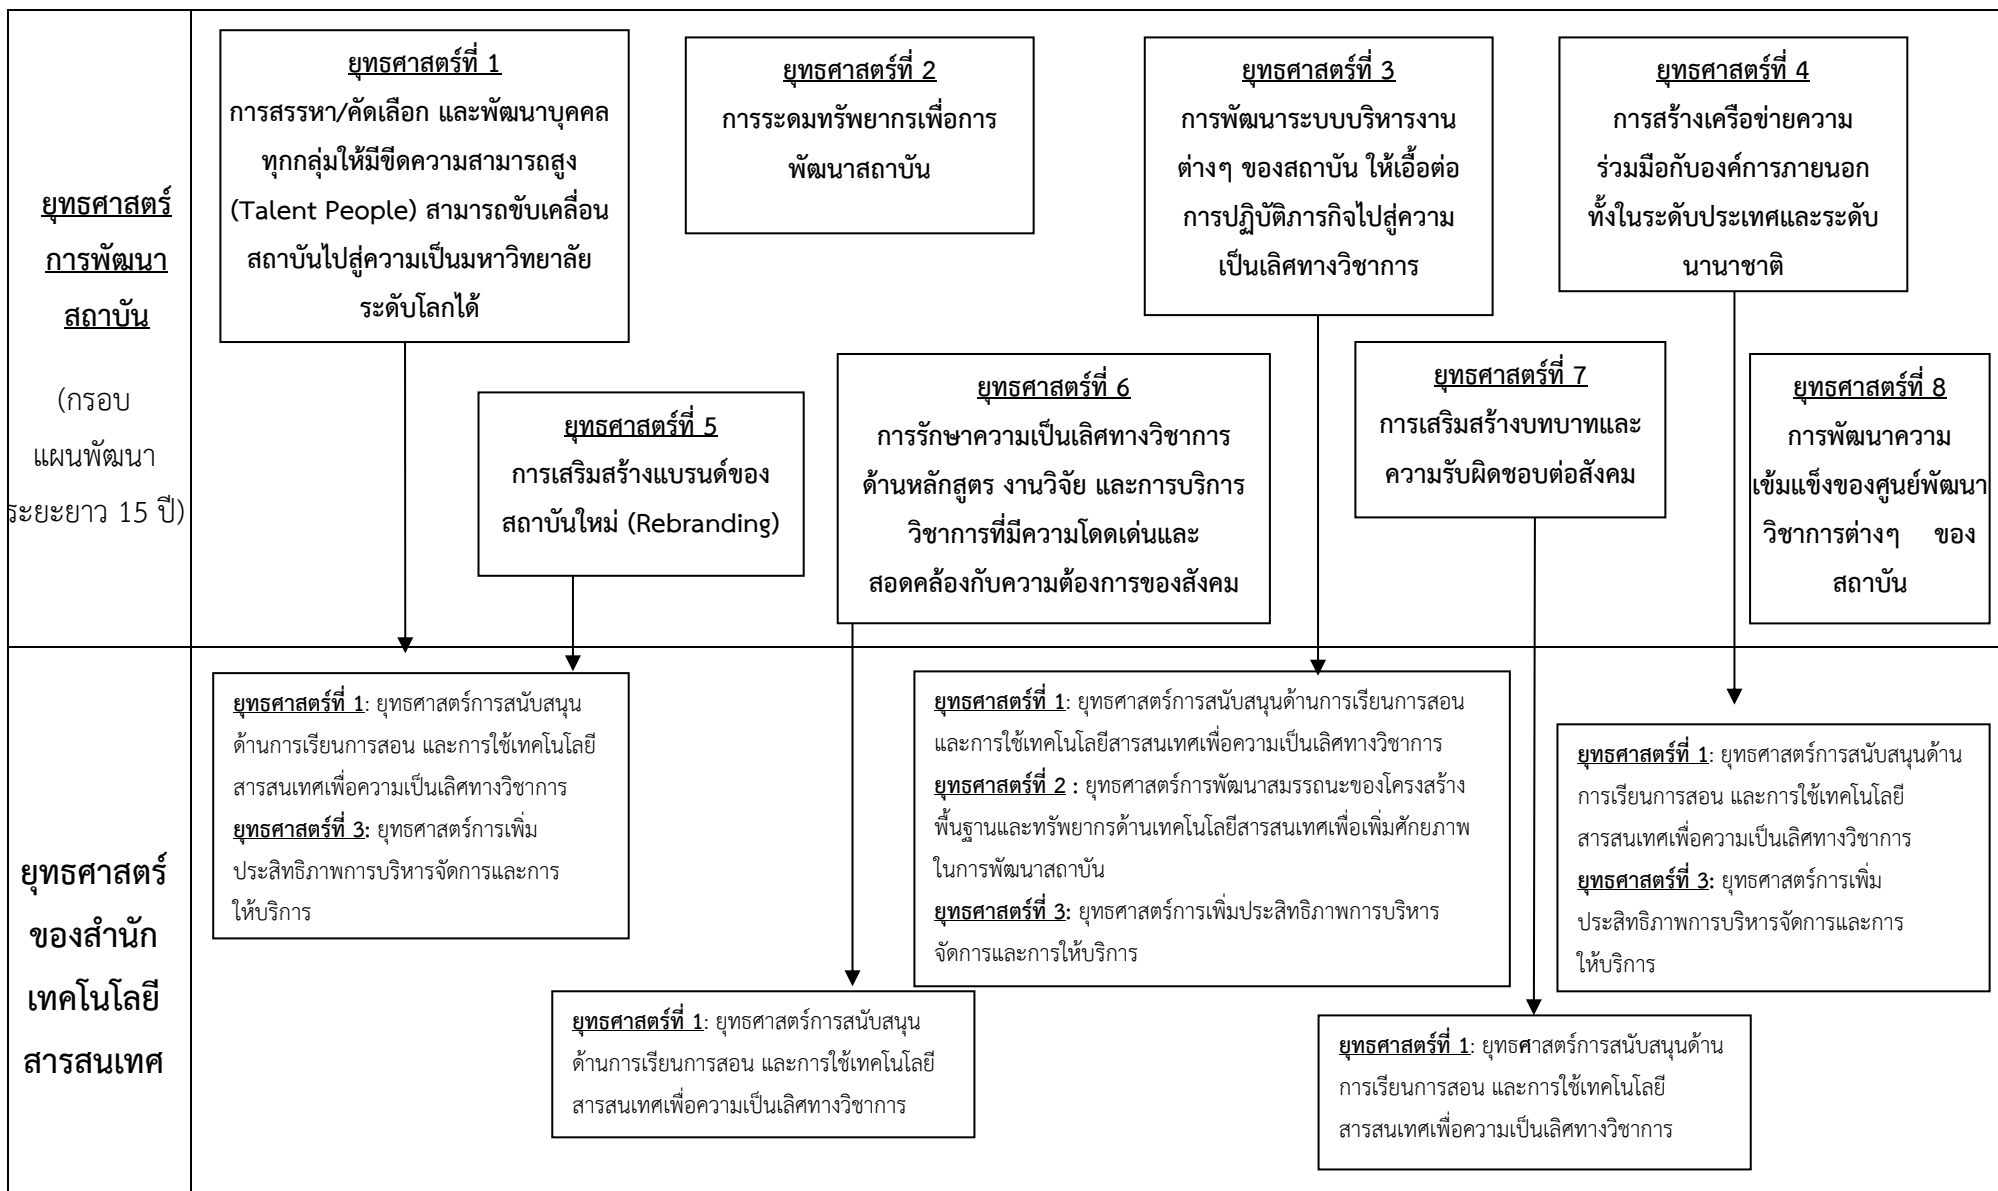 ยุทธศาสตร์
การพัฒนา
สถาบัน
(กรอบ
แผนพัฒนา
ระยะยาว 15 ปี)
ยุทธศาสตร์ที่ 1
การสรรหา/คัดเลือก และพัฒนาบุคคล
ทุกกลุ่มให้มีขีดความสามารถสูง
(Talent People) สามารถขับเคลื่อน
สถาบันไปสู่ความเป็นมหาวิทยาลัย
ระดับโลกได้
ยุทธศาสตร์ที่ 2
การระดมทรัพยากรเพื่อการ
พัฒนาสถาบัน
ยุทธศาสตร์ที่ 3
การพัฒนาระบบบริหารงาน
ต่างๆ ของสถาบัน ให้เอื้อต่อ
การปฏิบัติภารกิจไปสู่ความ
เป็นเลิศทางวิชาการ
ยุทธศาสตร์ที่ 4
การสร้างเครือข่ายความ
ร่วมมือกับองค์การภายนอก
ทั้งในระดับประเทศและระดับ
นานาชาติ
ยุทธศาสตร์ที่ 5
การเสริมสร้างแบรนด์ของ
สถาบันใหม่ (Rebranding)
ยุทธศาสตร์ที่ 6
การรักษาความเป็นเลิศทางวิชาการ
ด้านหลักสูตร งานวิจัย และการบริการ
วิชาการที่มีความโดดเด่นและ
สอดคล้องกับความต้องการของสังคม
ยุทธศาสตร์ที่ 7
การเสริมสร้างบทบาทและ
ความรับผิดชอบต่อสังคม
ยุทธศาสตร์ที่ 8
การพัฒนาความ
เข้มแข็งของศูนย์พัฒนา
วิชาการต่างๆ ของ
สถาบัน
ยุทธศาสตร์
ของสำนัก
เทคโนโลยี
สารสนเทศ
ยุทธศาสตร์ที่ 1: ยุทธศาสตร์การสนับสนุน
ด้านการเรียนการสอน และการใช้เทคโนโลยี
สารสนเทศเพื่อความเป็นเลิศทางวิชาการ
ยุทธศาสตร์ที่ 3: ยุทธศาสตร์การเพิ่ม
ประสิทธิภาพการบริหารจัดการและการ
ให้บริการ
ยุทธศาสตร์ที่ 1: ยุทธศาสตร์การสนับสนุน
ด้านการเรียนการสอน และการใช้เทคโนโลยี
สารสนเทศเพื่อความเป็นเลิศทางวิชาการ
ยุทธศาสตร์ที่ 1: ยุทธศาสตร์การสนับสนุนด้านการเรียนการสอน
และการใช้เทคโนโลยีสารสนเทศเพื่อความเป็นเลิศทางวิชาการ
ยุทธศาสตร์ที่ 2 : ยุทธศาสตร์การพัฒนาสมรรถนะของโครงสร้าง
พื้นฐานและทรัพยากรด้านเทคโนโลยีสารสนเทศเพื่อเพิ่มศักยภาพ
ในการพัฒนาสถาบัน
ยุทธศาสตร์ที่ 3: ยุทธศาสตร์การเพิ่มประสิทธิภาพการบริหาร
จัดการและการให้บริการ
ยุทธศาสตร์ที่ 1: ยุทธศาสตร์การสนับสนุนด้าน
การเรียนการสอน และการใช้เทคโนโลยี
สารสนเทศเพื่อความเป็นเลิศทางวิชาการ
ยุทธศาสตร์ที่ 1: ยุทธศาสตร์การสนับสนุนด้าน
การเรียนการสอน และการใช้เทคโนโลยี
สารสนเทศเพื่อความเป็นเลิศทางวิชาการ
ยุทธศาสตร์ที่ 3: ยุทธศาสตร์การเพิ่ม
ประสิทธิภาพการบริหารจัดการและการ
ให้บริการ